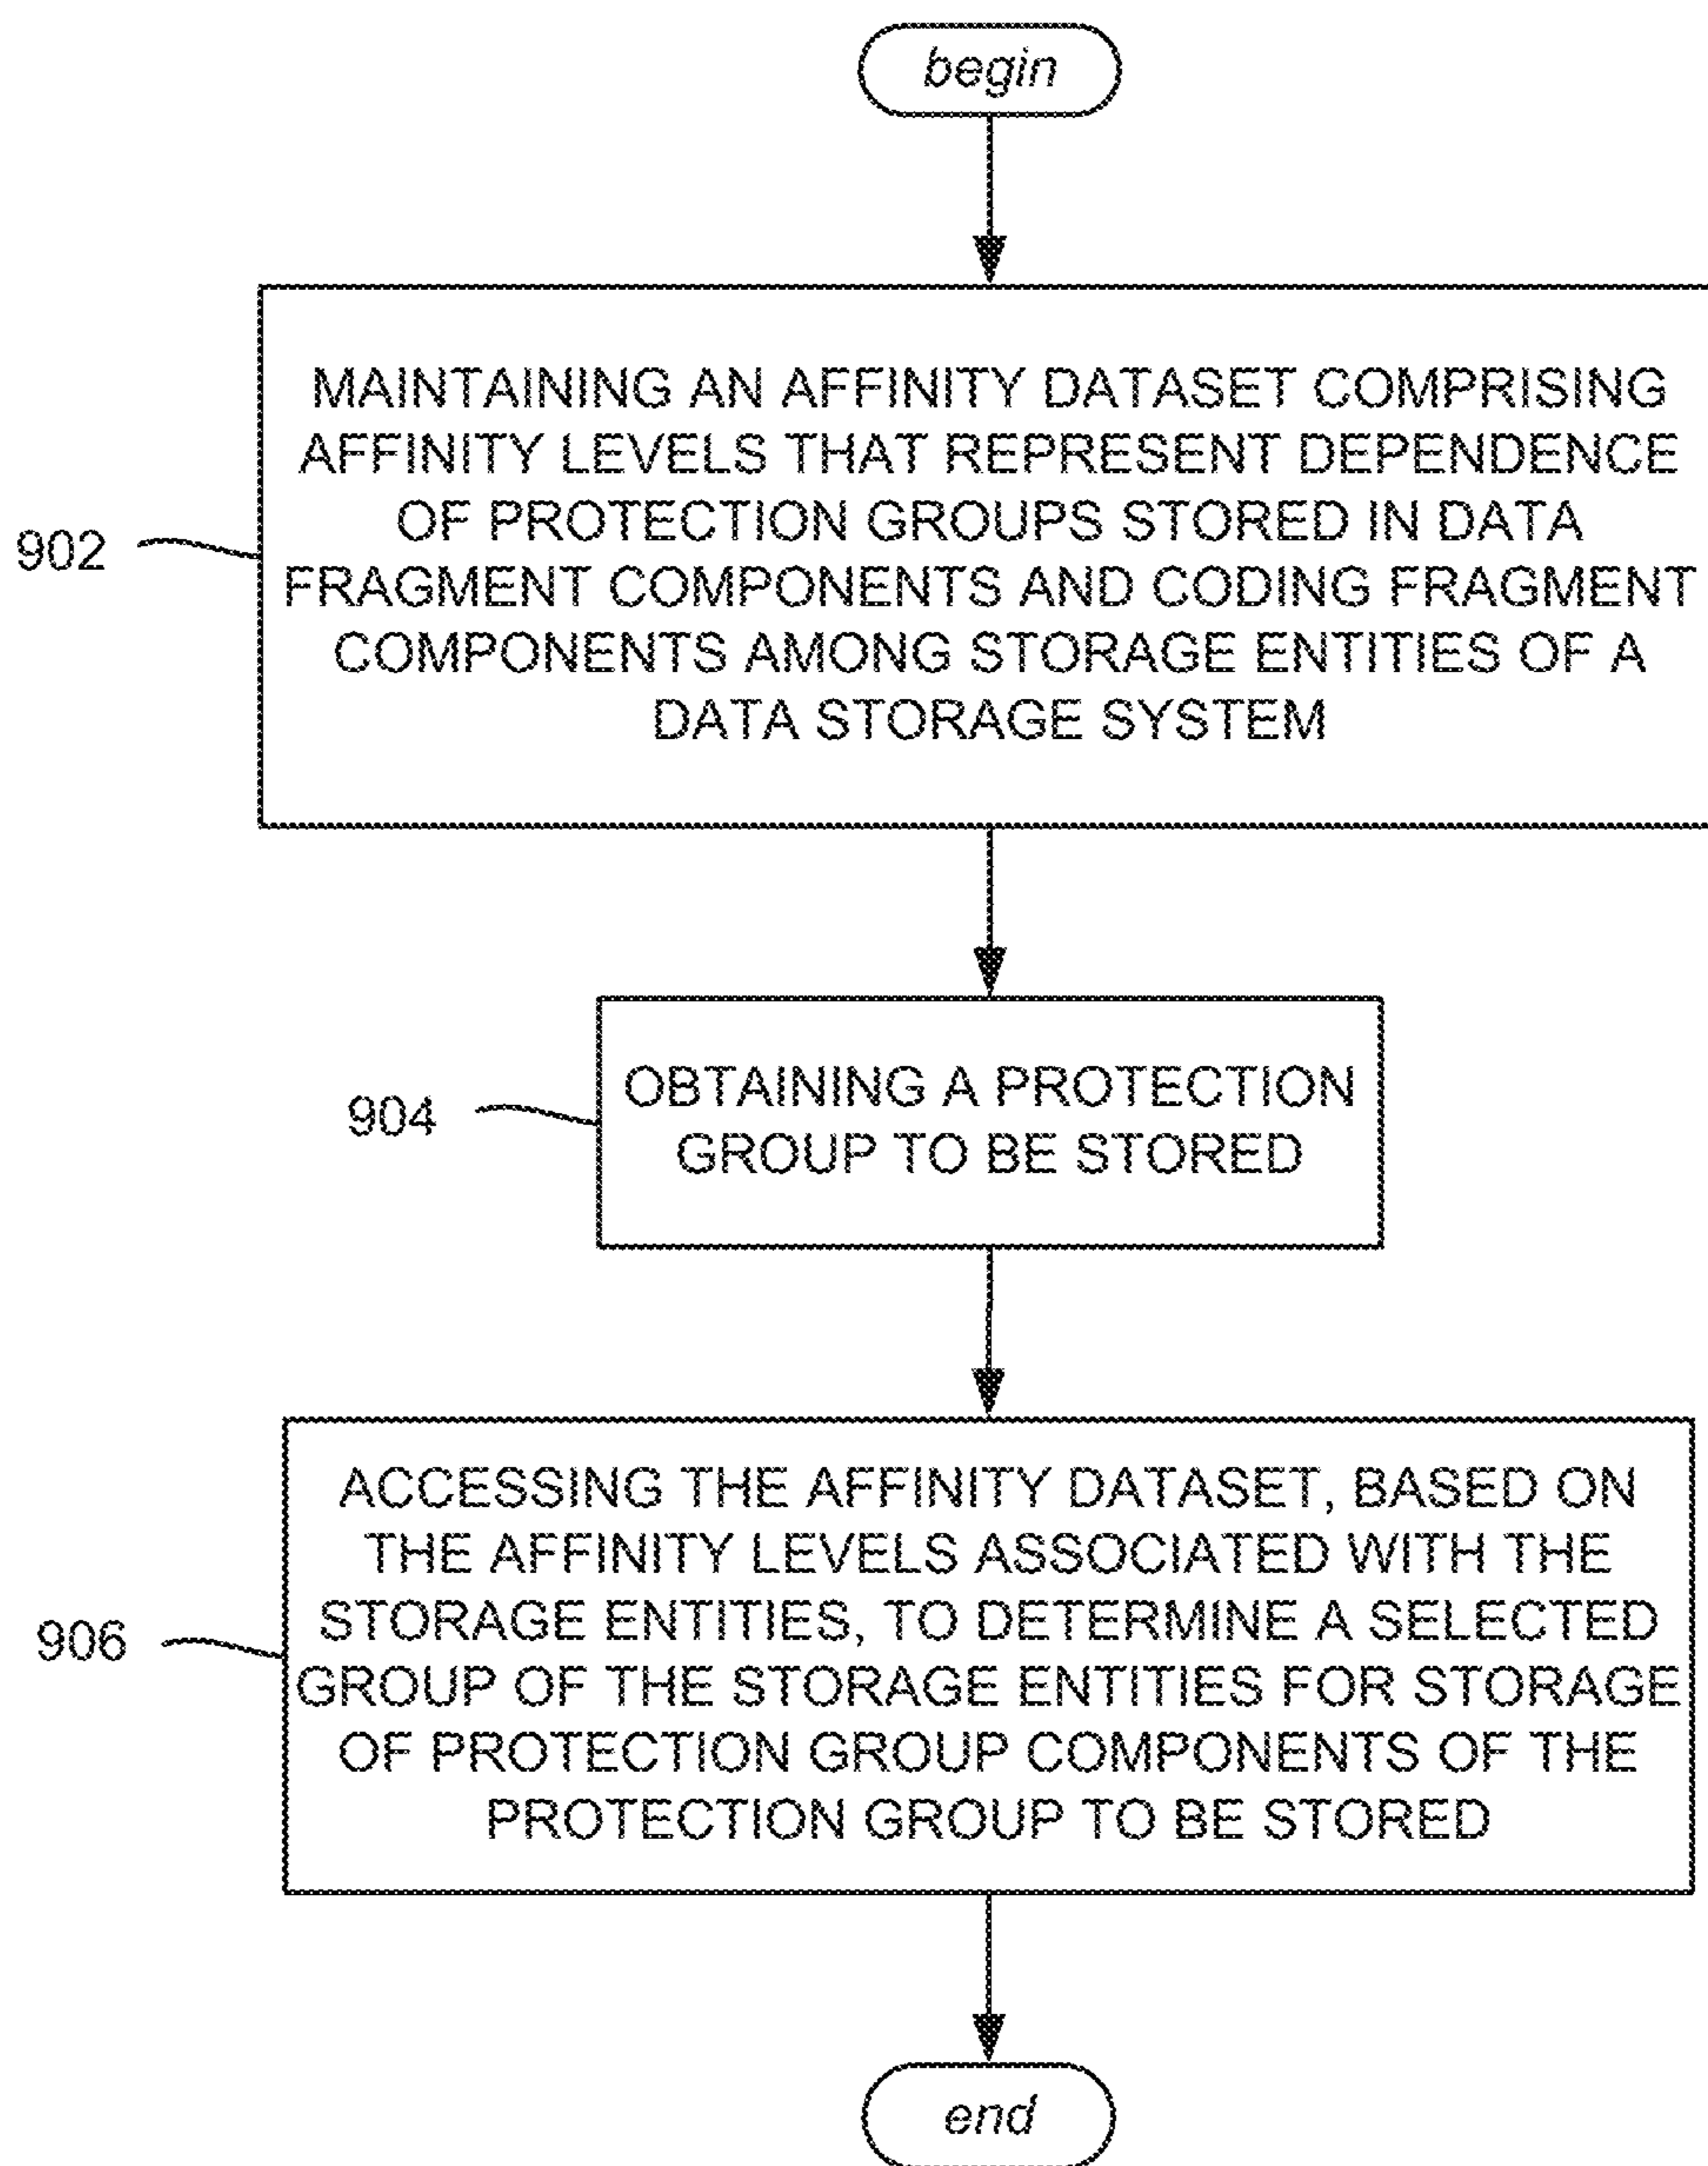 begin
MAINTAINING AN AFFINITY DATASET COMPRISING
AFFINITY LEVELS THAT REPRESENT DEPENDENCE
OF PROTECTION GROUPS STORED IN DATA
FRAGMENT COMPONENTS AND CODING FRAGMENT
COMPONENTS AMONG STORAGE ENTITIES OF A
DATA STORAGE SYSTEM
902
OBTAINING A PROTECTION
GROUP TO BE STORED
904
ACCESSING THE AFFINITY DATASET, BASED ON
THE AFFINITY LEVELS ASSOCIATED WITH THE
STORAGE ENTITIES, TO DETERMINE A SELECTED
GROUP OF THE STORAGE ENTITIES FOR STORAGE
OF PROTECTION GROUP COMPONENTS OF THE
PROTECTION GROUP TO BE STORED
906
end